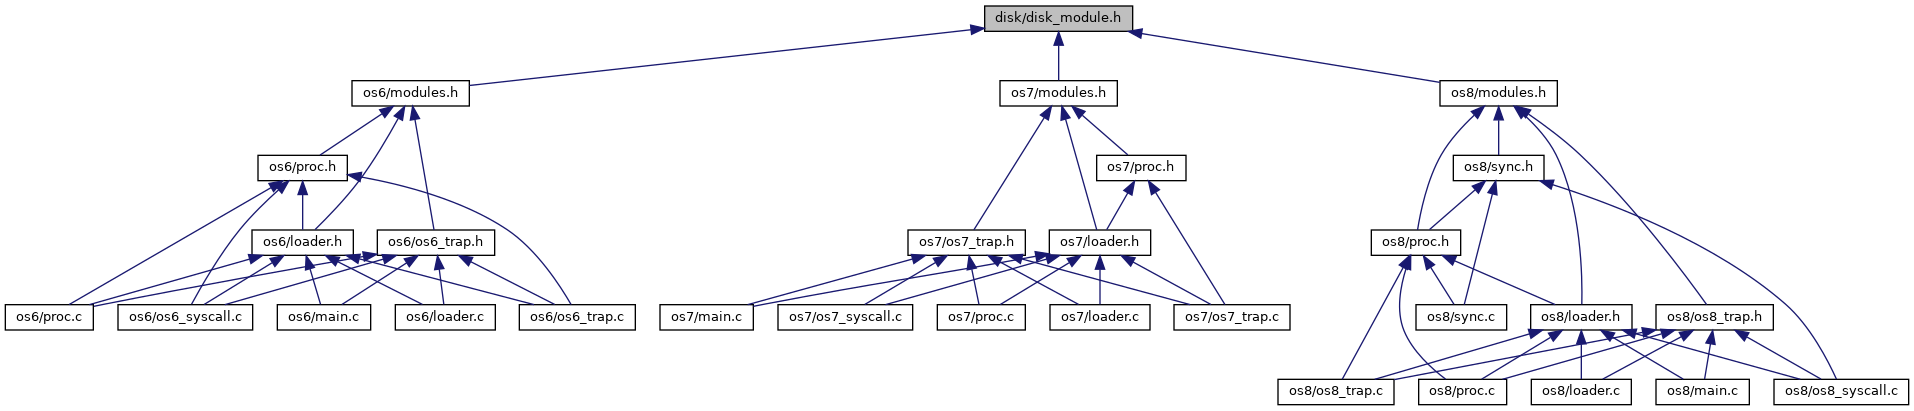 disk/disk_module.h
os6/modules.h
os7/modules.h
os8/modules.h
os6/proc.h
os7/proc.h
os8/sync.h
os6/loader.h
os6/os6_trap.h
os7/os7_trap.h
os7/loader.h
os8/proc.h
os6/proc.c
os6/os6_syscall.c
os6/main.c
os6/loader.c
os6/os6_trap.c
os7/main.c
os7/os7_syscall.c
os7/proc.c
os7/loader.c
os7/os7_trap.c
os8/sync.c
os8/loader.h
os8/os8_trap.h
os8/os8_trap.c
os8/proc.c
os8/loader.c
os8/main.c
os8/os8_syscall.c